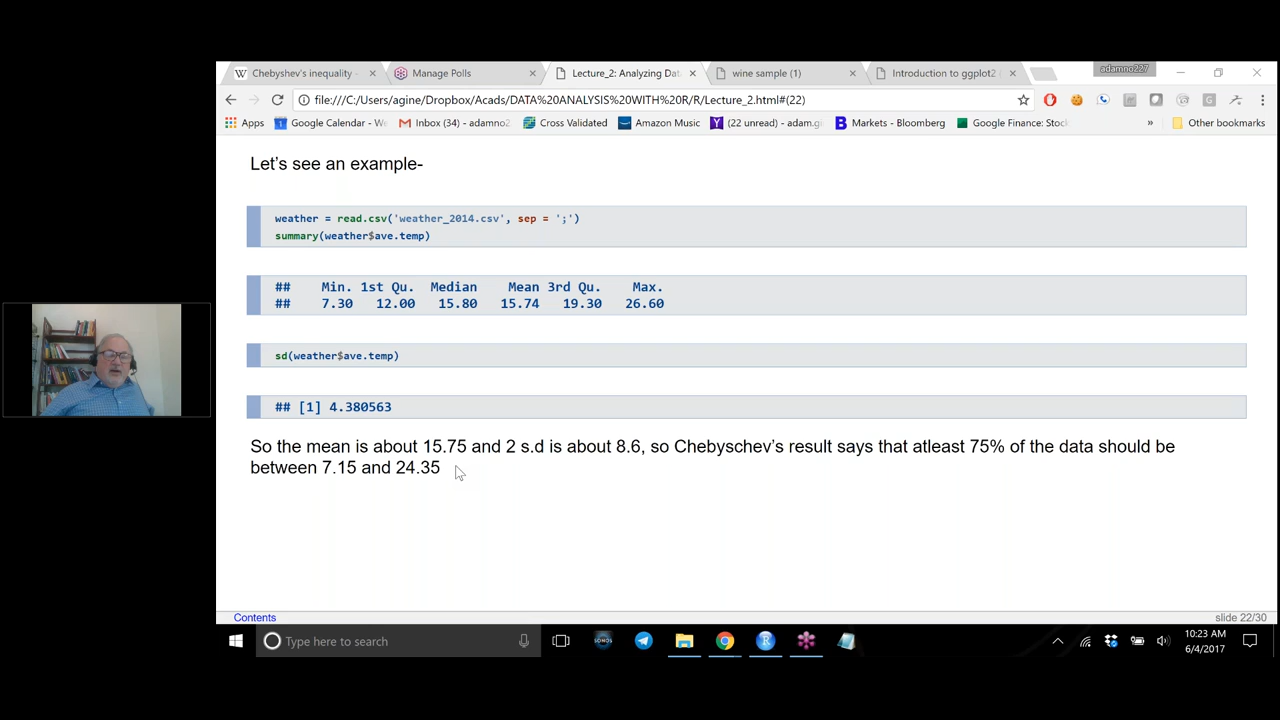 Chebyshev's inequality -
Manage Polls
Lecture_2: Analyzing Dat
wine sample (1)
Introduction to ggplot2
adamno227
file:///C:/Users/agine/Dropbox/Acads/DATA%20ANALYSIS%20WITH%20R/R/Lecture_2.html#(22)
Apps Google Calendar - We Inbox (34) - adamno2 Cross Validated Amazon Music (22 unread) - adam.gi Markets - Bloomberg Google Finance: Stock » Other bookmarks
Let's see an example-
weather = read.csv('weather_2014.csv', sep = ';')
summary(weather$ave.temp)
## Min. 1st Qu. Median Mean 3rd Qu. Max.
## 7.30 12.00 15.80 15.74 19.30 26.60
sd(weather$ave.temp)
## [1] 4.380563
So the mean is about 15.75 and 2 s.d is about 8.6, so Chebyschev's result says that atleast 75% of the data should be
between 7.15 and 24.35
Contents
slide 22/30
Type here to search
SONOS
10:23 AM
6/4/2017